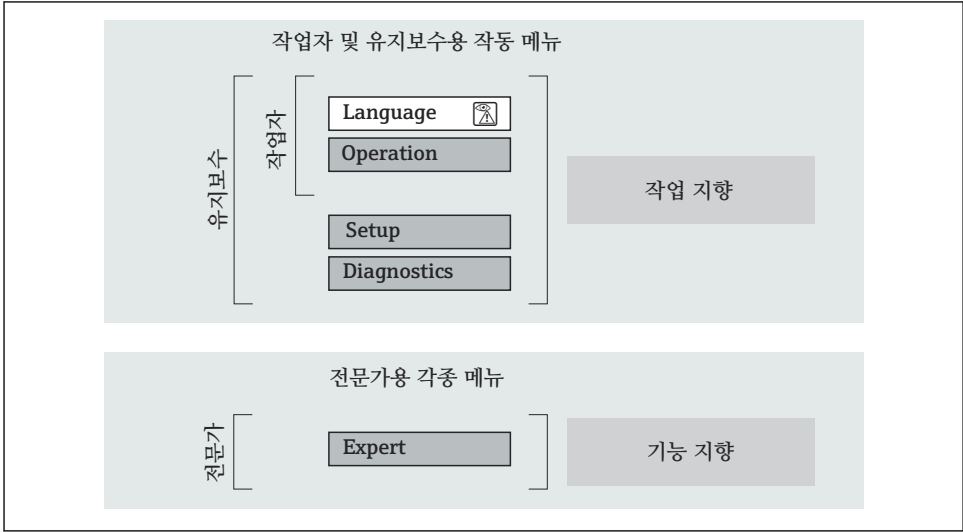 작업자 및 유지보수용 작동 메뉴
유지보수
작업자
Language
Operation
Setup
Diagnostics
작업 지향
전문가용 각종 메뉴
전문가
Expert
기능 지향